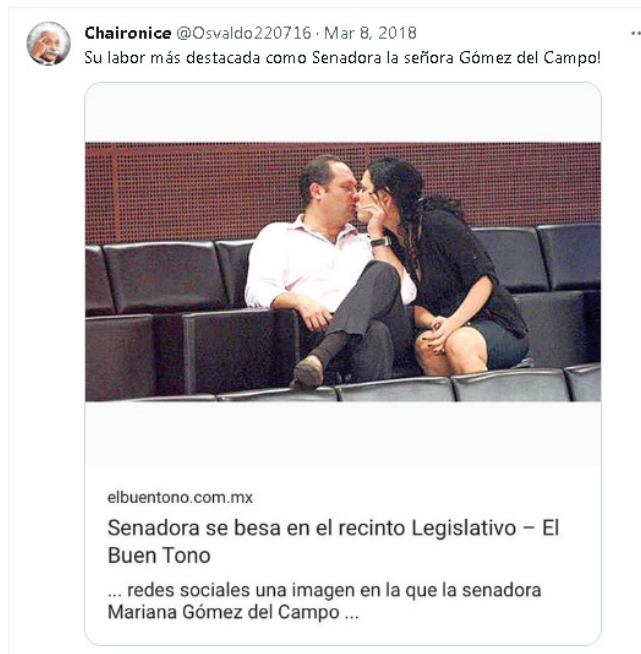 Chaironice @Osvaldo220716 · Mar 8, 2018
Su labor más destacada como Senadora la señora Gómez del Campo!
elbuentono.com.mx
Senadora se besa en el recinto Legislativo – El
Buen Tono
... redes sociales una imagen en la que la senadora
Mariana Gómez del Campo ...